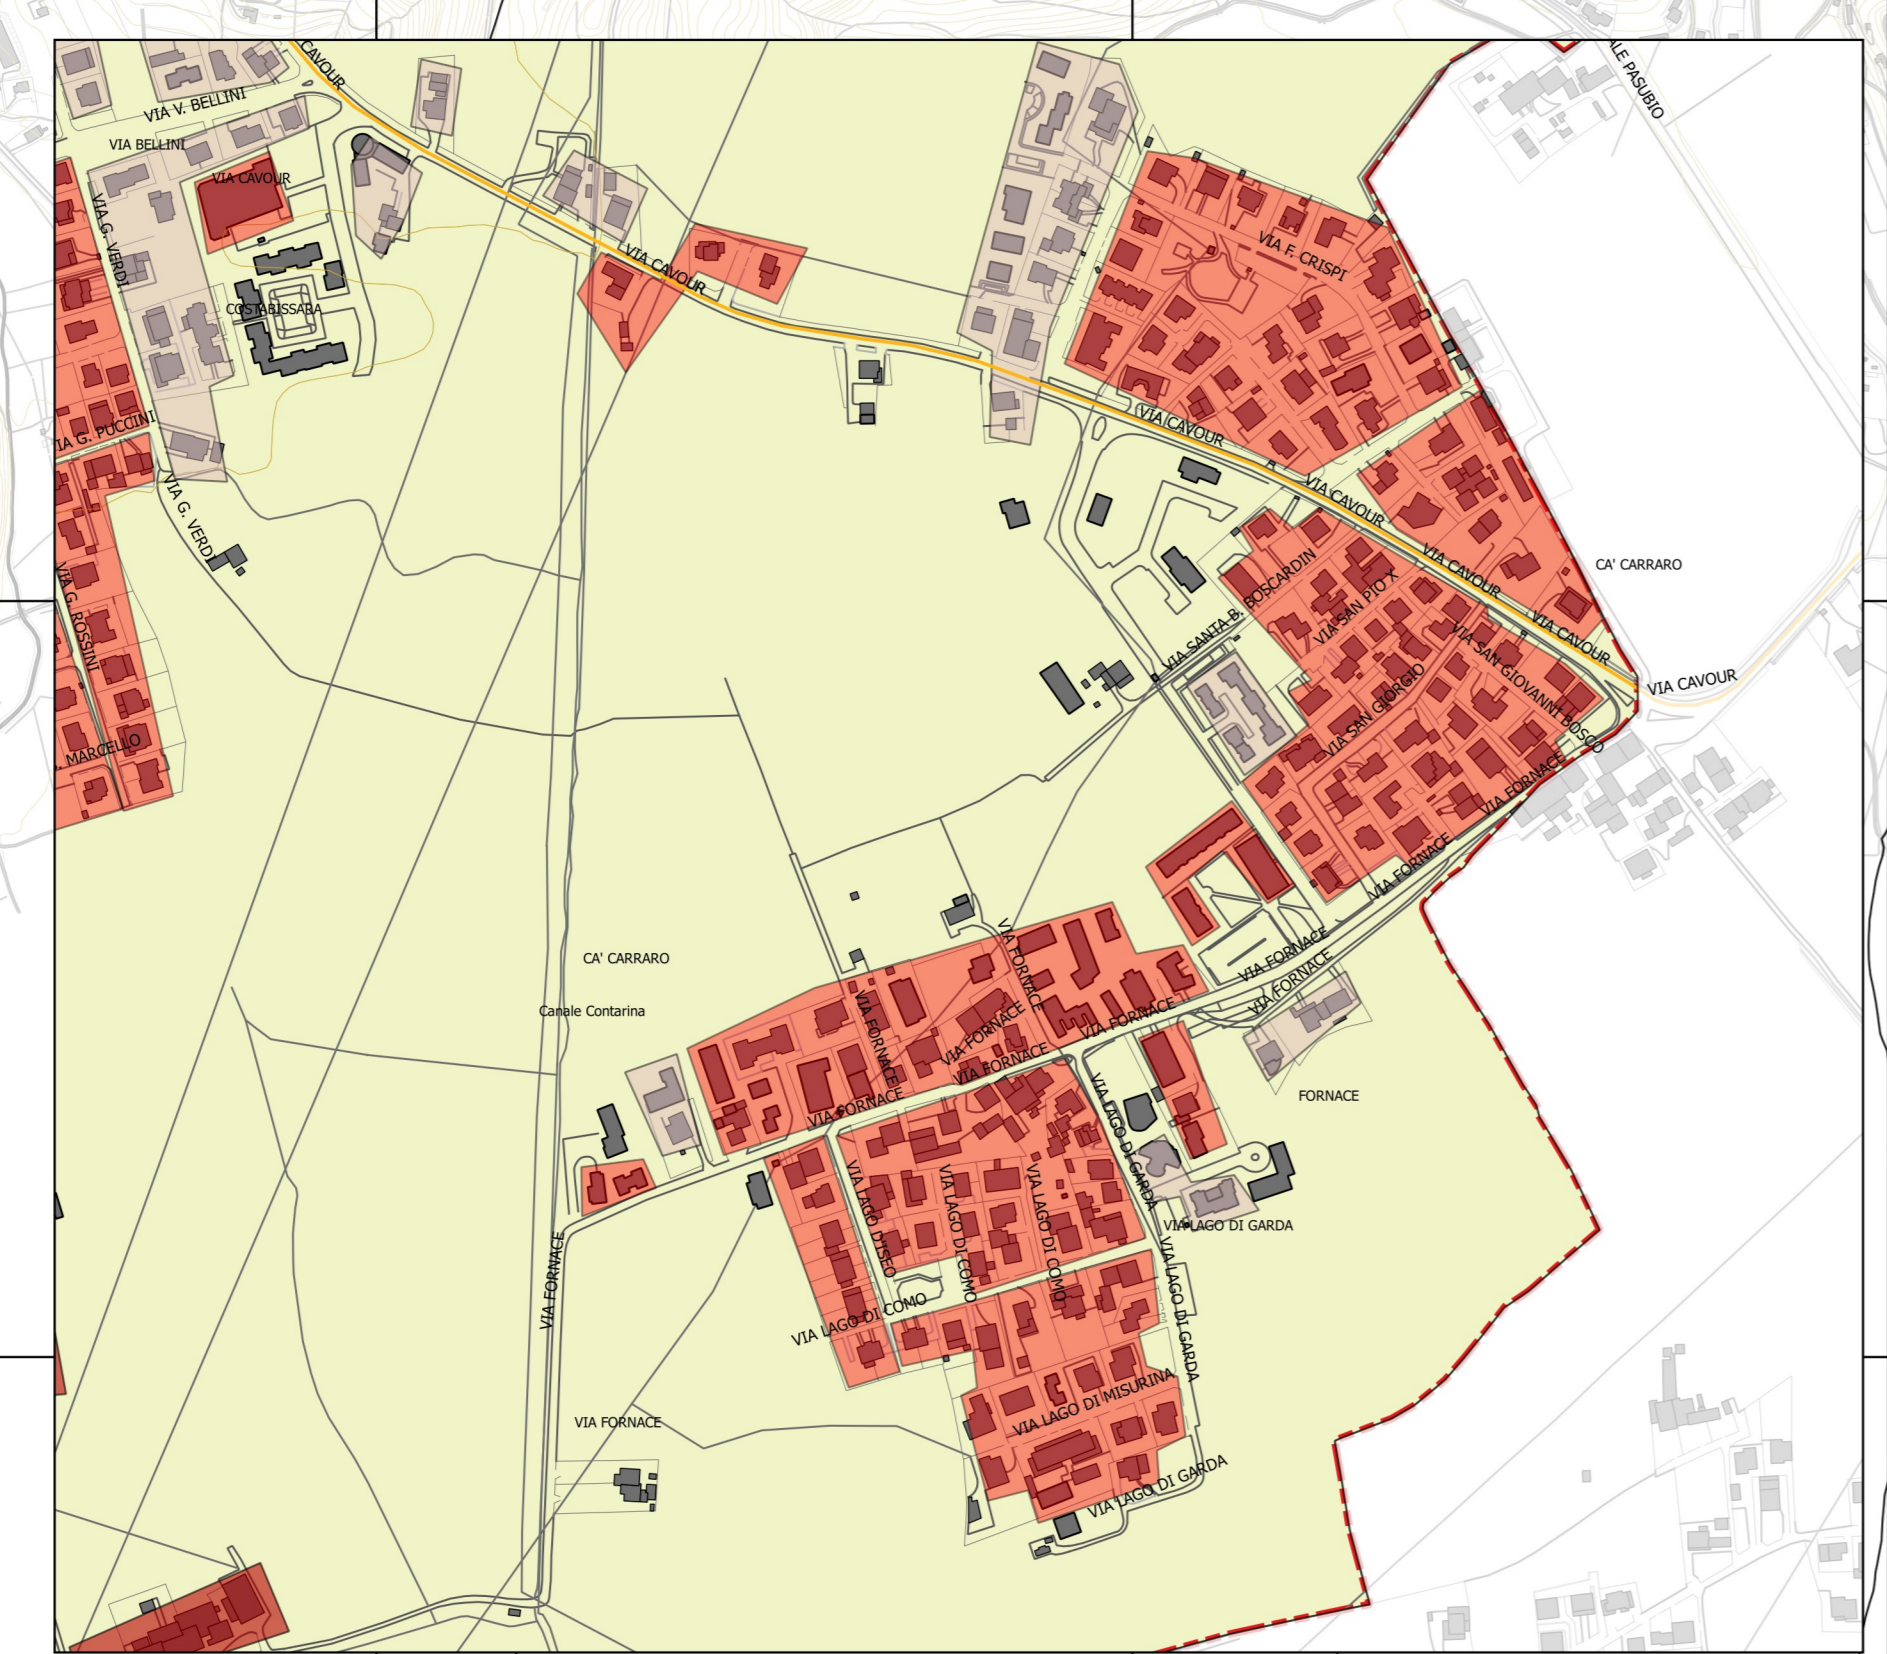 CAVOUR
ALE PASUBIO
VIA V. BELLINI
VIA BELLINI
VIA CAVOUR
VIA G. VERDI
VIA CAVOUR
VIA F. CRISPI
COSTABISSARA
VIA CAVOUR
IA G. PUCCINI
VIA G. VERDI
VIA CAVOUR
VIA CAVOUR
CA' CARRARO
VIA CAVOUR
VIA G. ROSSINI
VIA SANTA B. BOSCARDIN
VIA SAN PIO X
VIA SAN GIORGIO
VIA SAN GIOVANNI BOSCO
VIA CAVOUR
. MARCELLO
VIA FORNACE
VIA FORNACE
CA' CARRARO
VIA FORNACE
VIA FORNACE
VIA FORNACE
Canale Contarina
VIA FORNACE
VIA FORNACE
VIA FORNACE
VIA FORNACE
VIA FORNACE
FORNACE
VIA LAGO DI GARDA
VIA LAGO D'ISEO
VIA LAGO DI COMO
VIA LAGO DI COMO
VIA LAGO DI GARDA
VIA FORNACE
VIA LAGO DI COMO
VIA LAGO DI GARDA
VIA LAGO DI MISURINA
VIA FORNACE
VIA LAGO DI GARDA